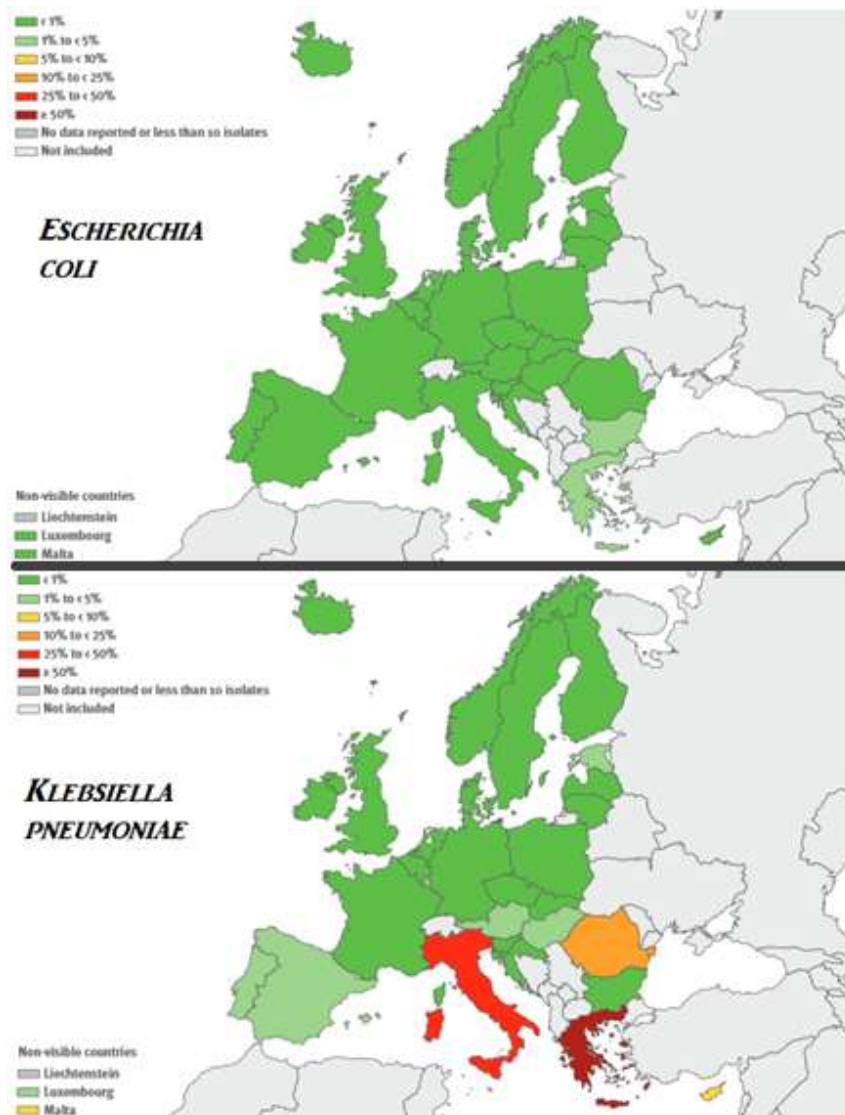 < 1%
1% to < 5%
5% to < 10%
10% to < 25%
25% to < 50%
≥ 50%
No data reported or less than 10 isolates
Not included
ESCHERICHIA
COLI
Non-visible countries
Liechtenstein
Luxembourg
Malta
< 1%
1% to < 5%
5% to < 10%
10% to < 25%
25% to < 50%
≥ 50%
No data reported or less than 10 isolates
Not included
KLEBSIELLA
PNEUMONIAE
Non-visible countries
Liechtenstein
Luxembourg
Malta